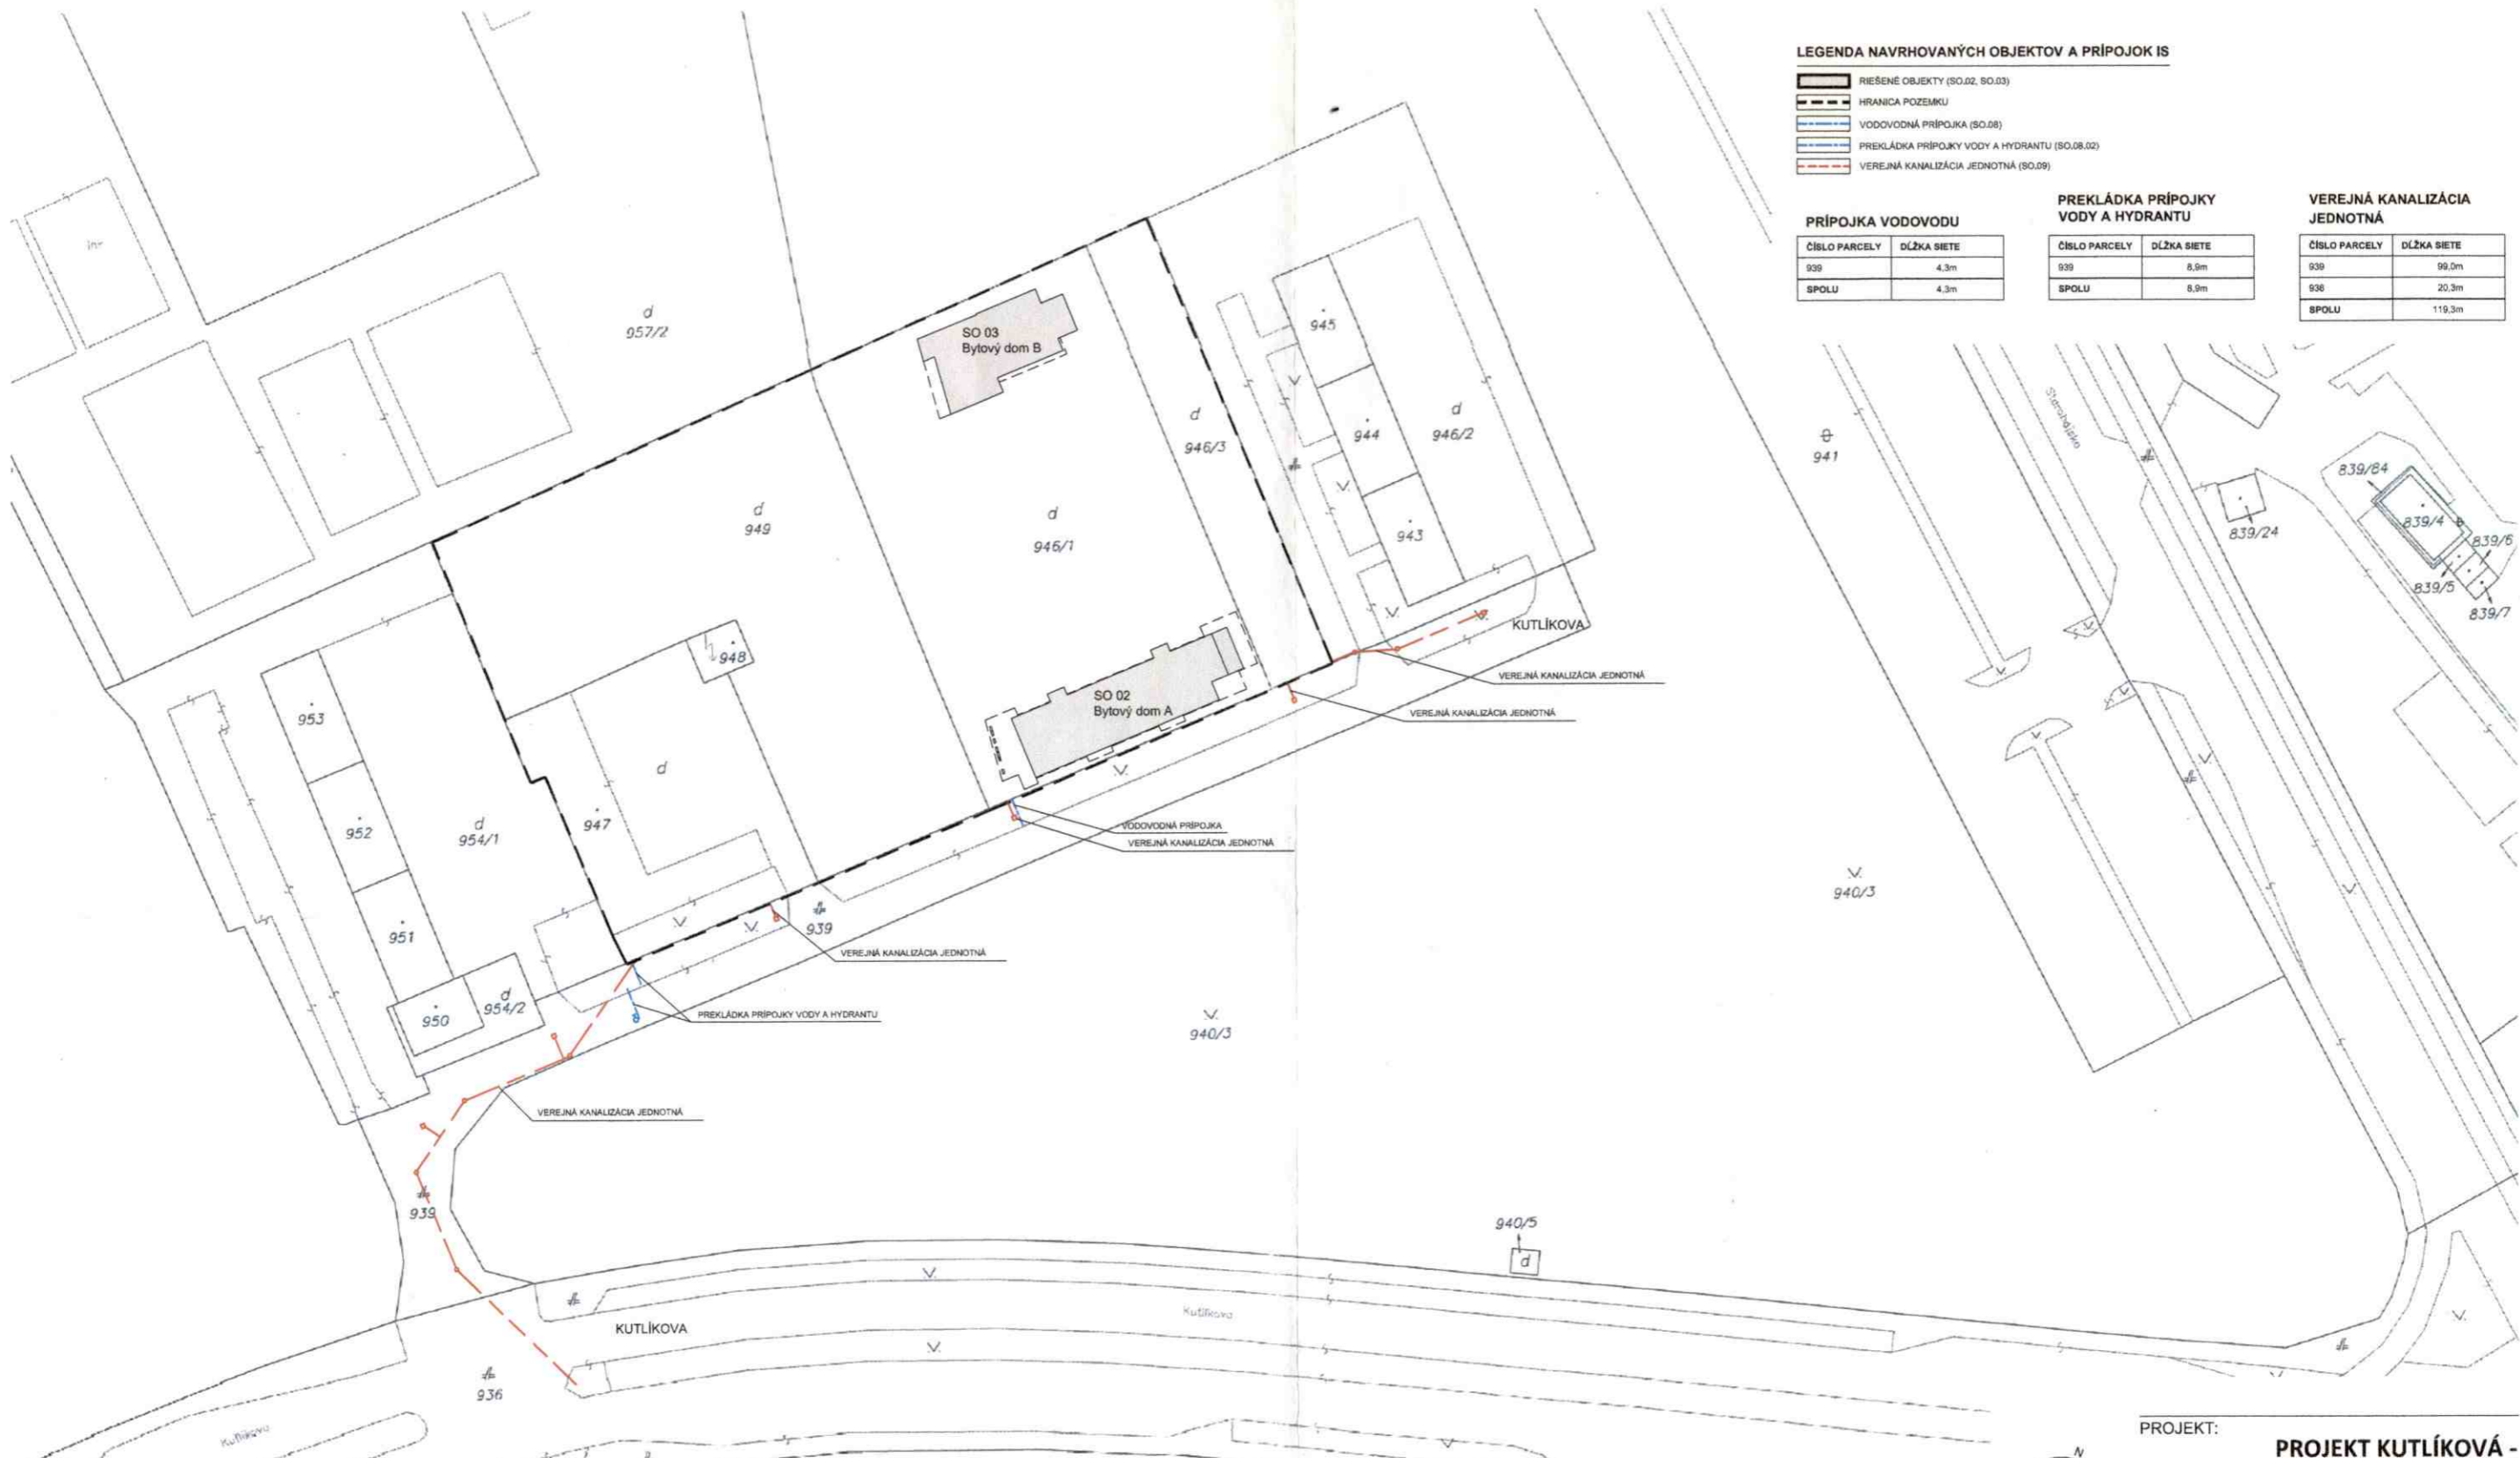 LEGENDA NAVRHOVANÝCH OBJEKTOV A PRÍPOJOK IS
RIEŠENÉ OBJEKTY (SO.02, SO.03)
HRANICA POZEMKU
VODOVODNÁ PRÍPOJKA (SO.08)
PREKLÁDKA PRÍPOJKY VODY A HYDRANTU (SO.08.02)
VEREJNÁ KANALIZÁCIA JEDNOTNÁ (SO.09)
PRÍPOJKA VODOVODU
ČÍSLO PARCELY DĹŽKA SIETE
939 4,3m
SPOLU 4,3m
PREKLÁDKA PRÍPOJKY
VODY A HYDRANTU
ČÍSLO PARCELY DĹŽKA SIETE
939 8,9m
SPOLU 8,9m
VEREJNÁ KANALIZÁCIA
JEDNOTNÁ
ČÍSLO PARCELY DĹŽKA SIETE
939 99,0m
936 20,3m
SPOLU 119,3m
d
957/2
SO 03
Bytový dom B
945
d
946/3
944
d
946/2
941
839/84
839/4
839/24
839/6
839/5
839/7
d
949
d
946/1
943
948
KUTLÍKOVA
SO 02
Bytový dom A
VEREJNÁ KANALIZÁCIA JEDNOTNÁ
VEREJNÁ KANALIZÁCIA JEDNOTNÁ
953
d
947
952
d
954/1
VODOVODNÁ PRÍPOJKA
VEREJNÁ KANALIZÁCIA JEDNOTNÁ
940/3
951
939
VEREJNÁ KANALIZÁCIA JEDNOTNÁ
d
954/2
950
PREKLÁDKA PRÍPOJKY VODY A HYDRANTU
940/3
VEREJNÁ KANALIZÁCIA JEDNOTNÁ
939
940/5
d
Kutlíkova
KUTLÍKOVA
936
Kutlíkova
PROJEKT:
PROJEKT KUTLÍKOVÁ -
N